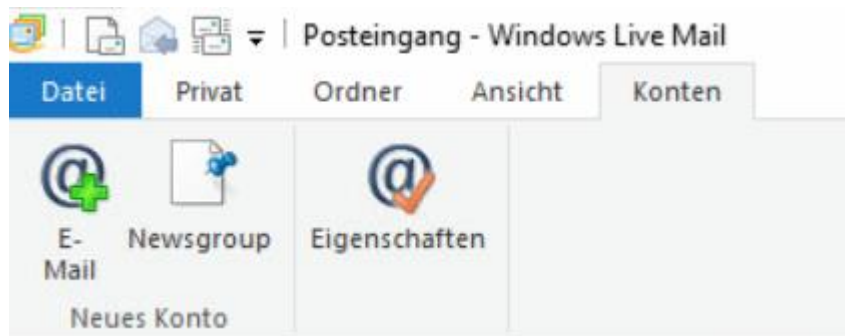 Posteingang - Windows Live Mail
Datei Privat Ordner Ansicht Konten
E-Mail Newsgroup Eigenschaften
Neues Konto